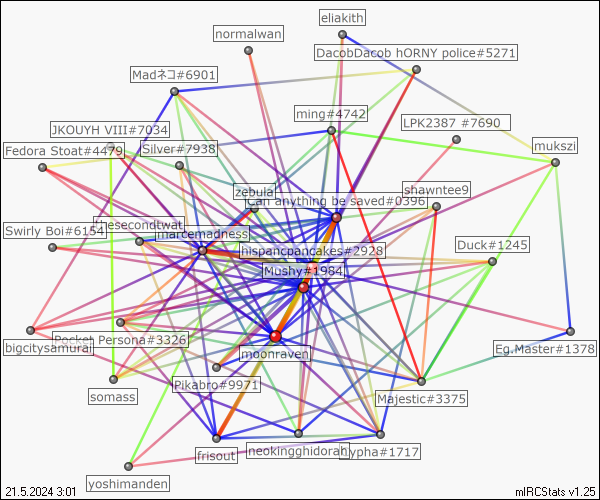 eliakith
normalwan
DacobDacob hORNY police#5271
Madネコ#6901
ming#4742
LPK2387 #7690
JKOUYH VIII#7034
Silver#7938
Fedora Stoat#4479
mukszi
zebula
shawntee9
Can anything be saved#0396
thesecondtwat
Swirly Boi#6154
jmarcemadness
Duck#1245
hispancpancakes#2928
Mushy#1984
Pocket Persona#3326
bigcitysamurai
moonraven
Eg.Master#1378
Pikabro#9971
somass
Majestic#3375
frisout
neokingghidorah
hypha#1717
yoshimanden
21.5.2024 3:01
mIRCStats v1.25